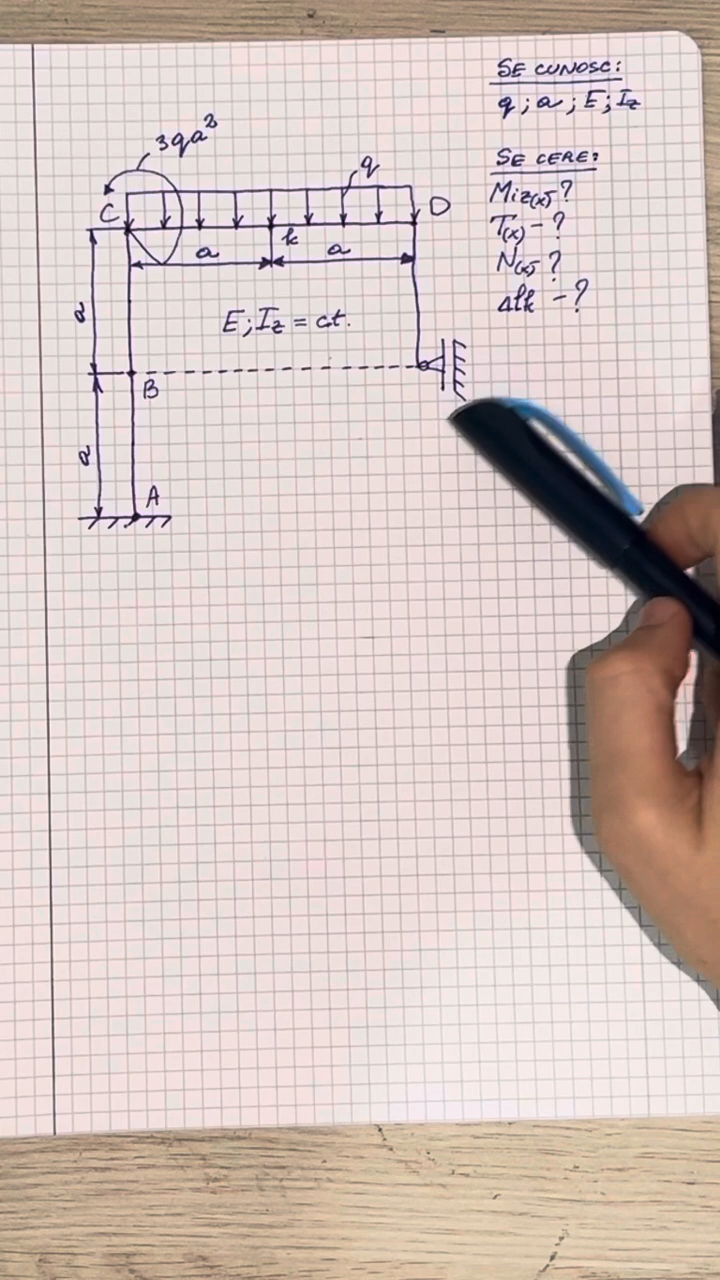 SE CUNOSC:
q ; a ; E ; Iz
SE CERE:
Miz(x) ?
T(x) - ?
N(x) ?
Δlk - ?
3qa²
q
C
D
k
a
a
a
E; Iz = ct.
B
a
A